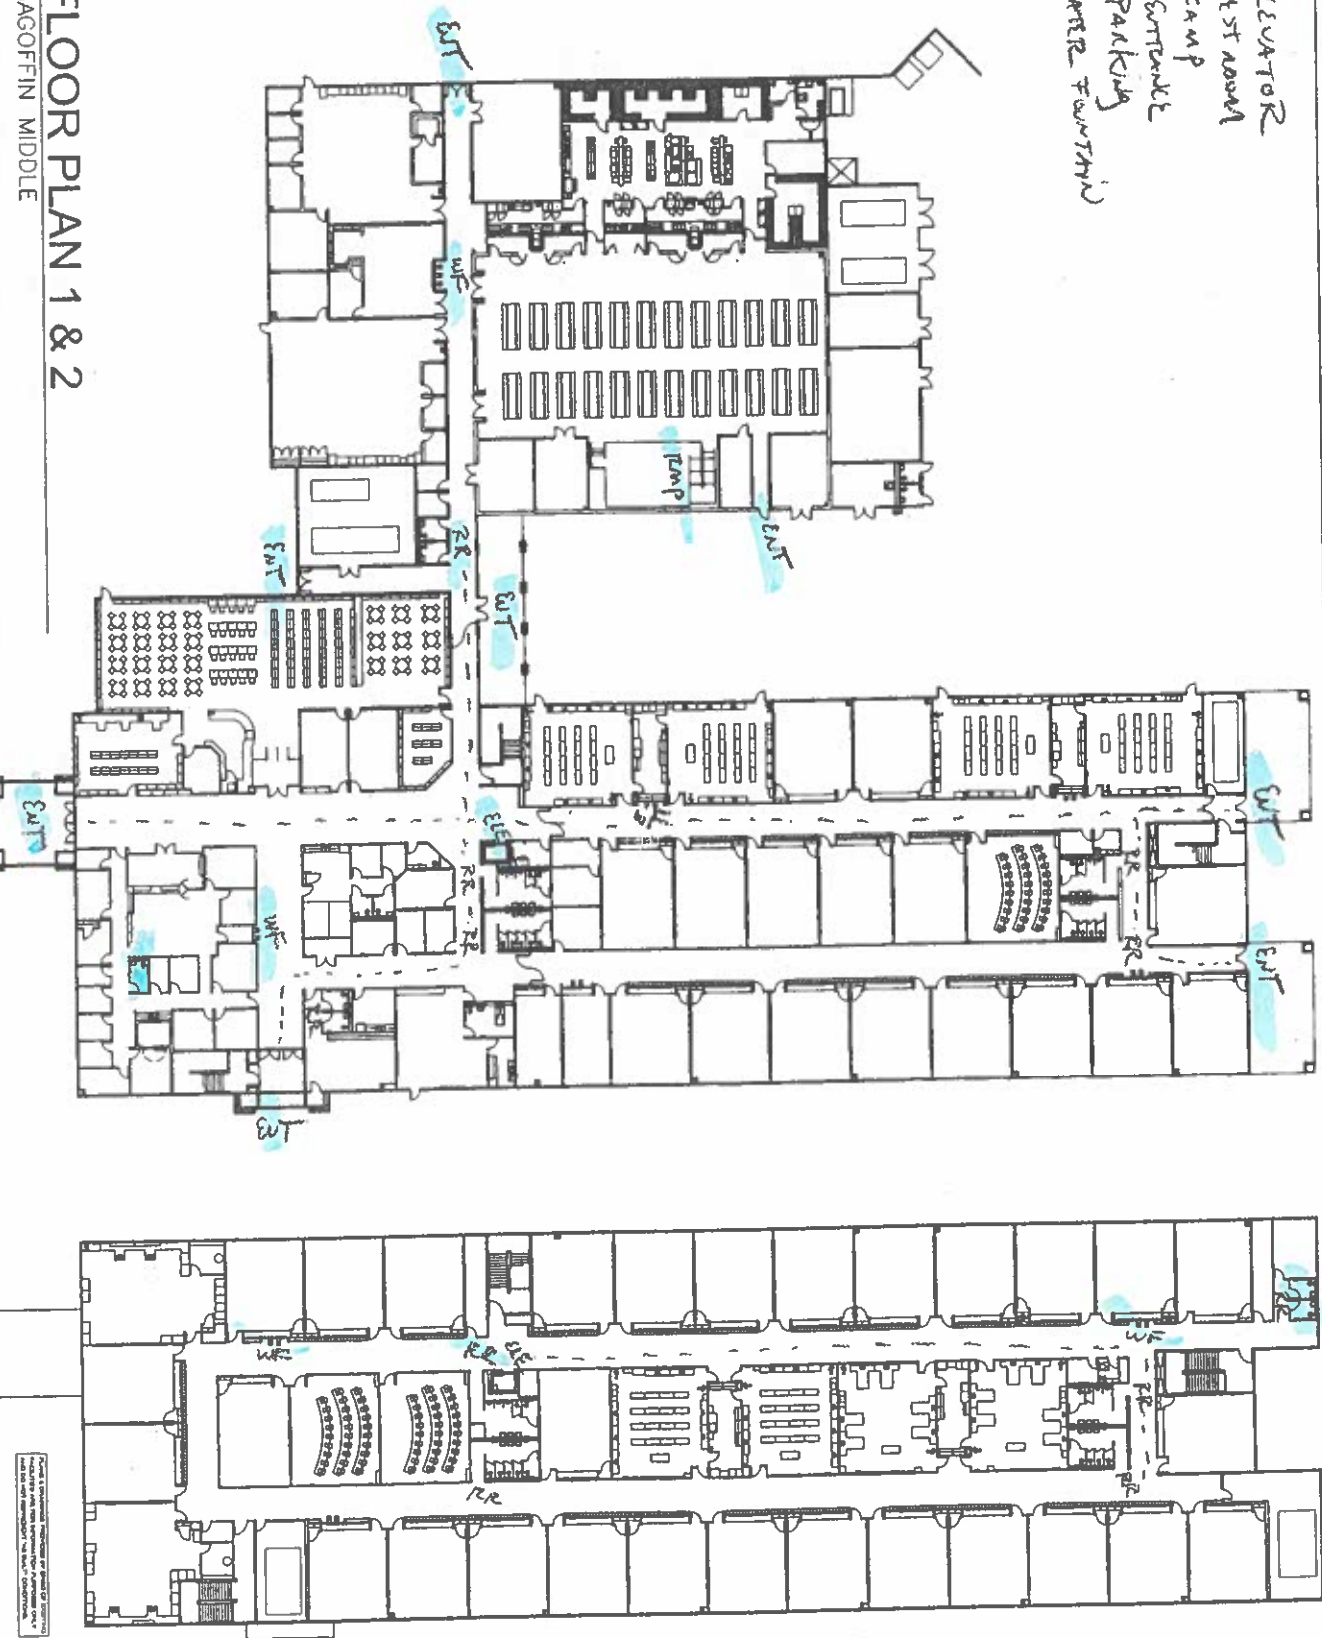 FLOOR PLAN 1 & 2
AGOFFIN MIDDLE
LEVATOR
EST ROOM
RAMP
ENTRANCE
PARKING
ATER FOUNTAIN
ENT
WF
RAMP
ENT
RR
ENT
ENT
ENT
ELE
RR
RR
WF
ENT
RR
RR
ENT
ENT
WF
RR
ELE
WF
RR
RR
RR